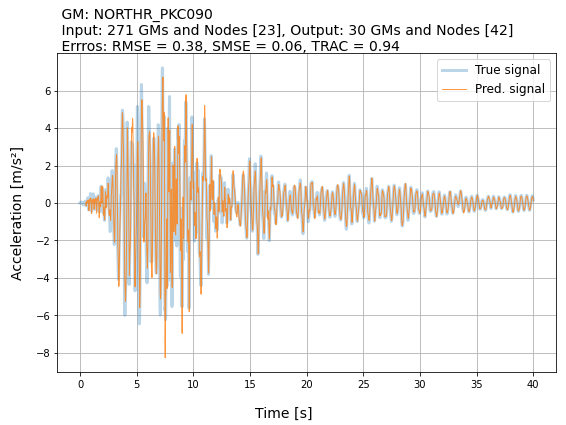 GM: NORTHR_PKC090
Input: 271 GMs and Nodes [23], Output: 30 GMs and Nodes [42]
Errros: RMSE = 0.38, SMSE = 0.06, TRAC = 0.94
True signal
Pred. signal
Acceleration [m/s²]
6
4
2
0
−2
−4
−6
−8
0
5
10
15
20
25
30
35
40
Time [s]